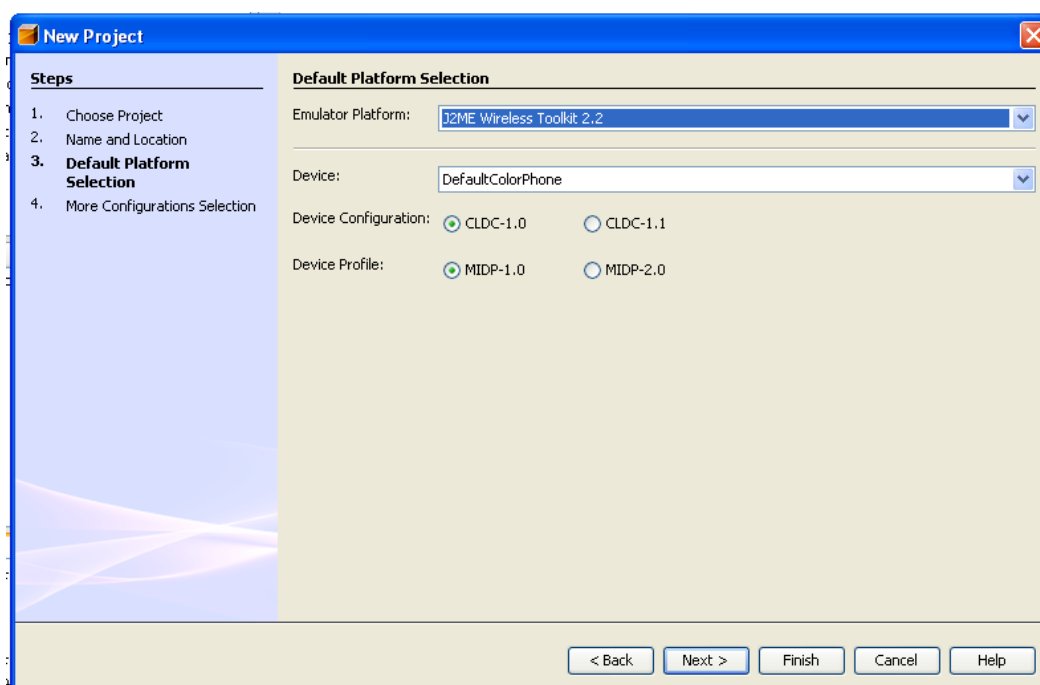 New Project
Steps
1. Choose Project
2. Name and Location
3. Default Platform
Selection
4. More Configurations Selection
Default Platform Selection
Emulator Platform: J2ME Wireless Toolkit 2.2
Device: DefaultColorPhone
Device Configuration: CLDC-1.0 CLDC-1.1
Device Profile: MIDP-1.0 MIDP-2.0
< Back Next > Finish Cancel Help